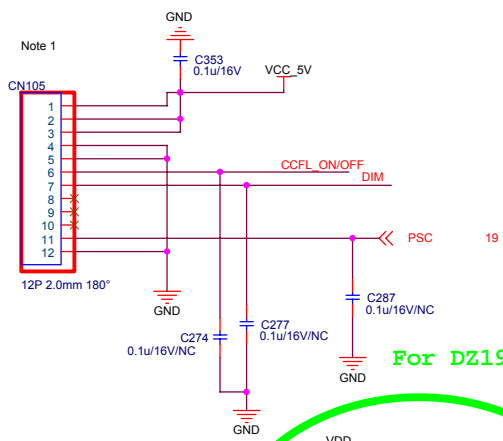 GND
Note 1
C353
0.1u/16V
VCC_5V
CN105
1
2
3
4
5
6
7
8
9
10
11
12
CCFL_ON/OFF
DIM
PSC 19
12P 2.0mm 180°
GND
C274
0.1u/16V/NC
C277
0.1u/16V/NC
C287
0.1u/16V/NC
GND
For DZ19
GND
VDD